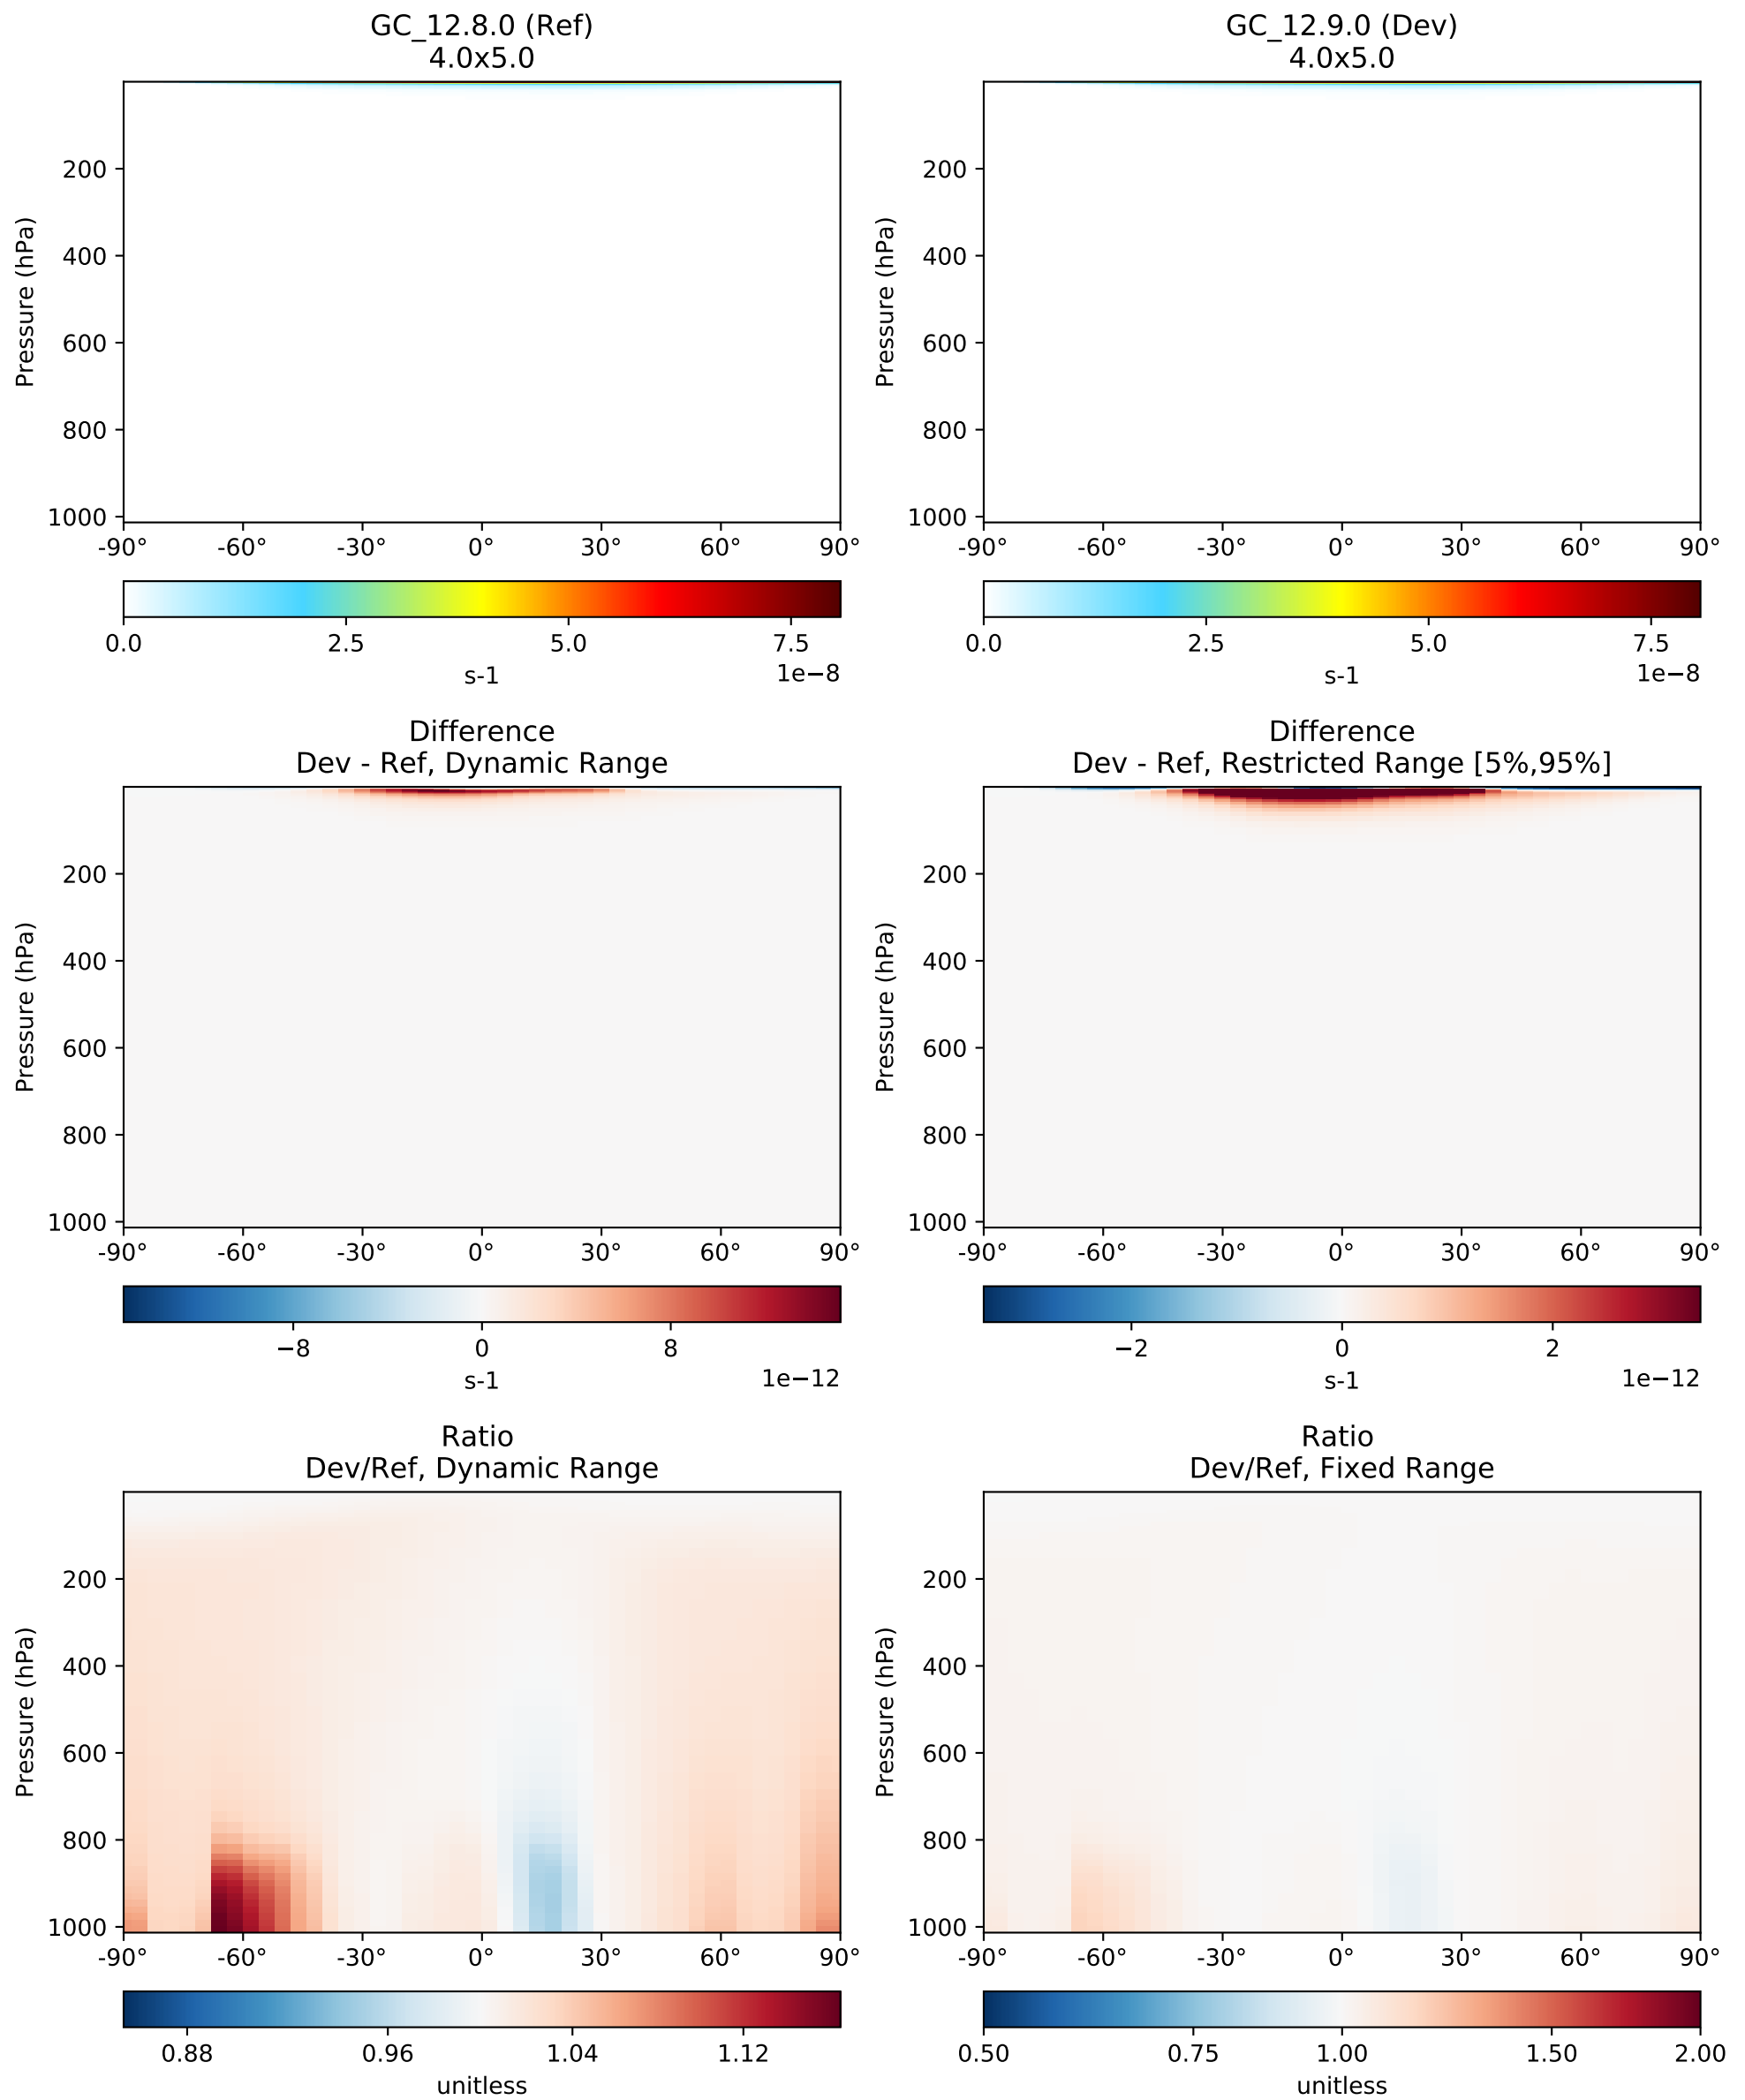 GC_12.8.0 (Ref)
4.0x5.0
Pressure (hPa)
200
400
600
800
1000
-90° -60° -30° 0° 30° 60° 90°
0.0 2.5 5.0 7.5
s-1
1e−8
GC_12.9.0 (Dev)
4.0x5.0
Pressure (hPa)
200
400
600
800
1000
-90° -60° -30° 0° 30° 60° 90°
0.0 2.5 5.0 7.5
s-1
1e−8
Difference
Dev - Ref, Dynamic Range
Pressure (hPa)
200
400
600
800
1000
-90° -60° -30° 0° 30° 60° 90°
−8 0 8
s-1
1e−12
Difference
Dev - Ref, Restricted Range [5%,95%]
Pressure (hPa)
200
400
600
800
1000
-90° -60° -30° 0° 30° 60° 90°
−2 0 2
s-1
1e−12
Ratio
Dev/Ref, Dynamic Range
Pressure (hPa)
200
400
600
800
1000
-90° -60° -30° 0° 30° 60° 90°
0.88 0.96 1.04 1.12
unitless
Ratio
Dev/Ref, Fixed Range
Pressure (hPa)
200
400
600
800
1000
-90° -60° -30° 0° 30° 60° 90°
0.50 0.75 1.00 1.50 2.00
unitless